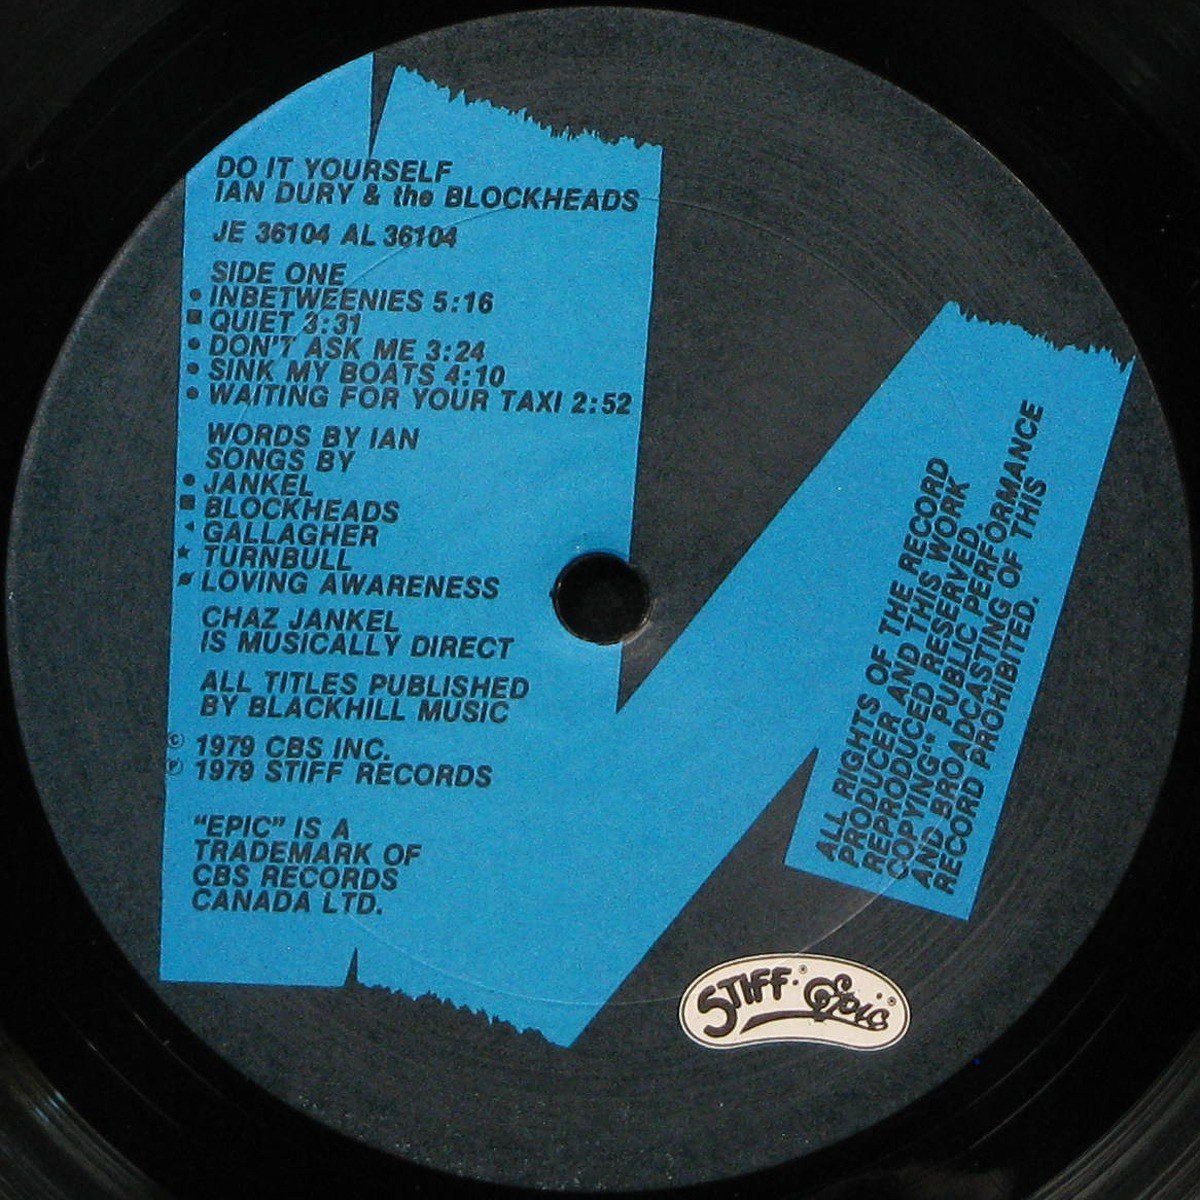 DO IT YOURSELF
IAN DURY & the BLOCKHEADS
JE 36104 AL 36104
SIDE ONE
● INBETWEENIES 5:16
■ QUIET 3:31
● DON'T ASK ME 3:24
● SINK MY BOATS 4:10
● WAITING FOR YOUR TAXI 2:52
WORDS BY IAN
SONGS BY
● JANKEL
■ BLOCKHEADS
◂ GALLAGHER
★ TURNBULL
LOVING AWARENESS
CHAZ JANKEL
IS MUSICALLY DIRECT
ALL TITLES PUBLISHED
BY BLACKHILL MUSIC
© 1979 CBS INC.
℗ 1979 STIFF RECORDS
"EPIC" IS A
TRADEMARK OF
CBS RECORDS
CANADA LTD.
ALL RIGHTS OF THE RECORD
PRODUCER AND THIS WORK
REPRODUCED RESERVED.
COPYING'" PUBLIC PERFORMANCE
AND BROADCASTING OF THIS
RECORD PROHIBITED.
STIFF® Epic®